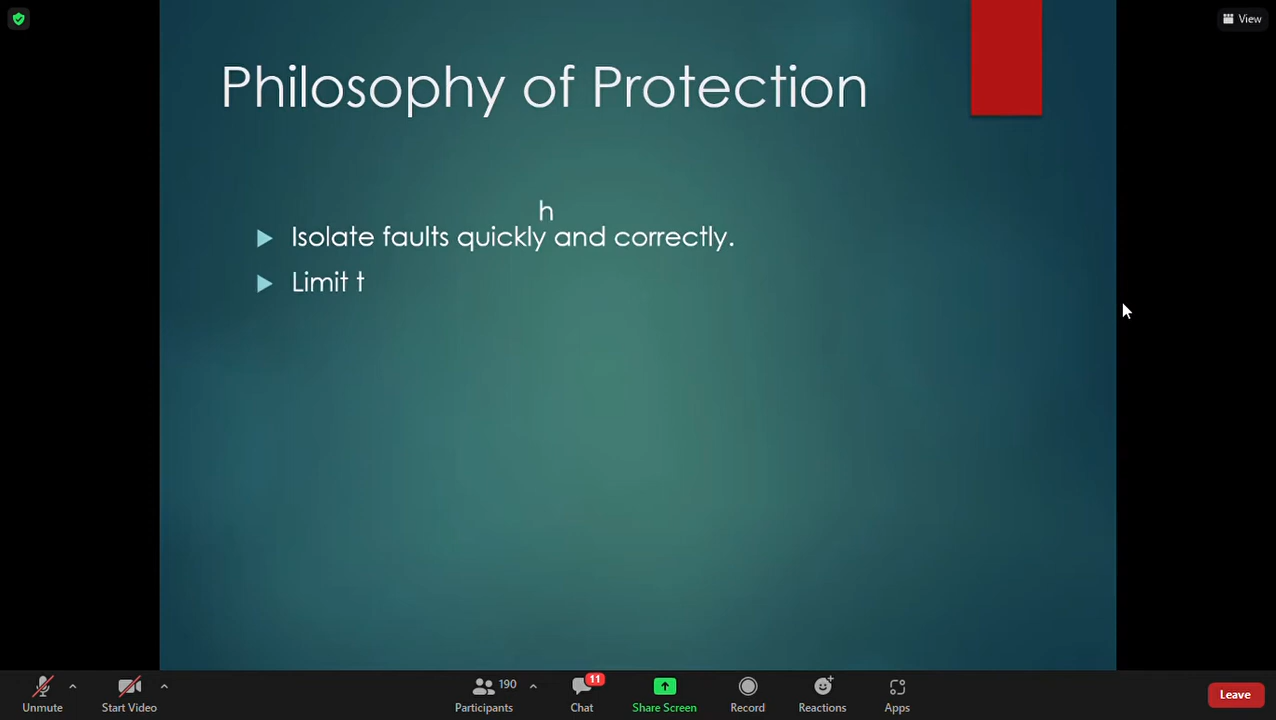 View
Philosophy of Protection
h
Isolate faults quickly and correctly.
Limit t
190
11
Unmute
Start Video
Participants
Chat
Share Screen
Record
Reactions
Apps
Leave